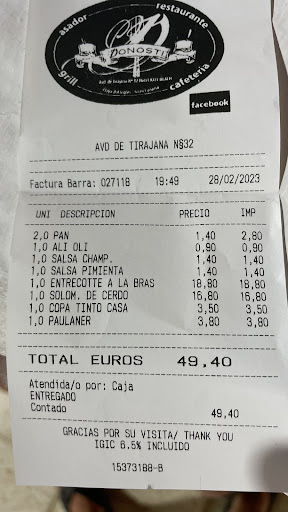 asador restaurante
DONOSTI
grill cafeteria
facebook
AVD DE TIRAJANA N§32
Factura Barra: 027118 19:49 28/02/2023
UNI DESCRIPCION PRECIO IMP
2,0 PAN 1,40 2,80
1,0 ALI OLI 0,90 0,90
1,0 SALSA CHAMP. 1,40 1,40
1,0 SALSA PIMIENTA 1,40 1,40
1,0 ENTRECOTTE A LA BRAS 18,80 18,80
1,0 SOLOM. DE CERDO 16,80 16,80
1,0 COPA TINTO CASA 3,50 3,50
1,0 PAULANER 3,80 3,80
TOTAL EUROS 49,40
Atendida/o por: Caja
ENTREGADO
Contado 49,40
GRACIAS POR SU VISITA/ THANK YOU
IGIC 6.5% INCLUIDO
15373188-B